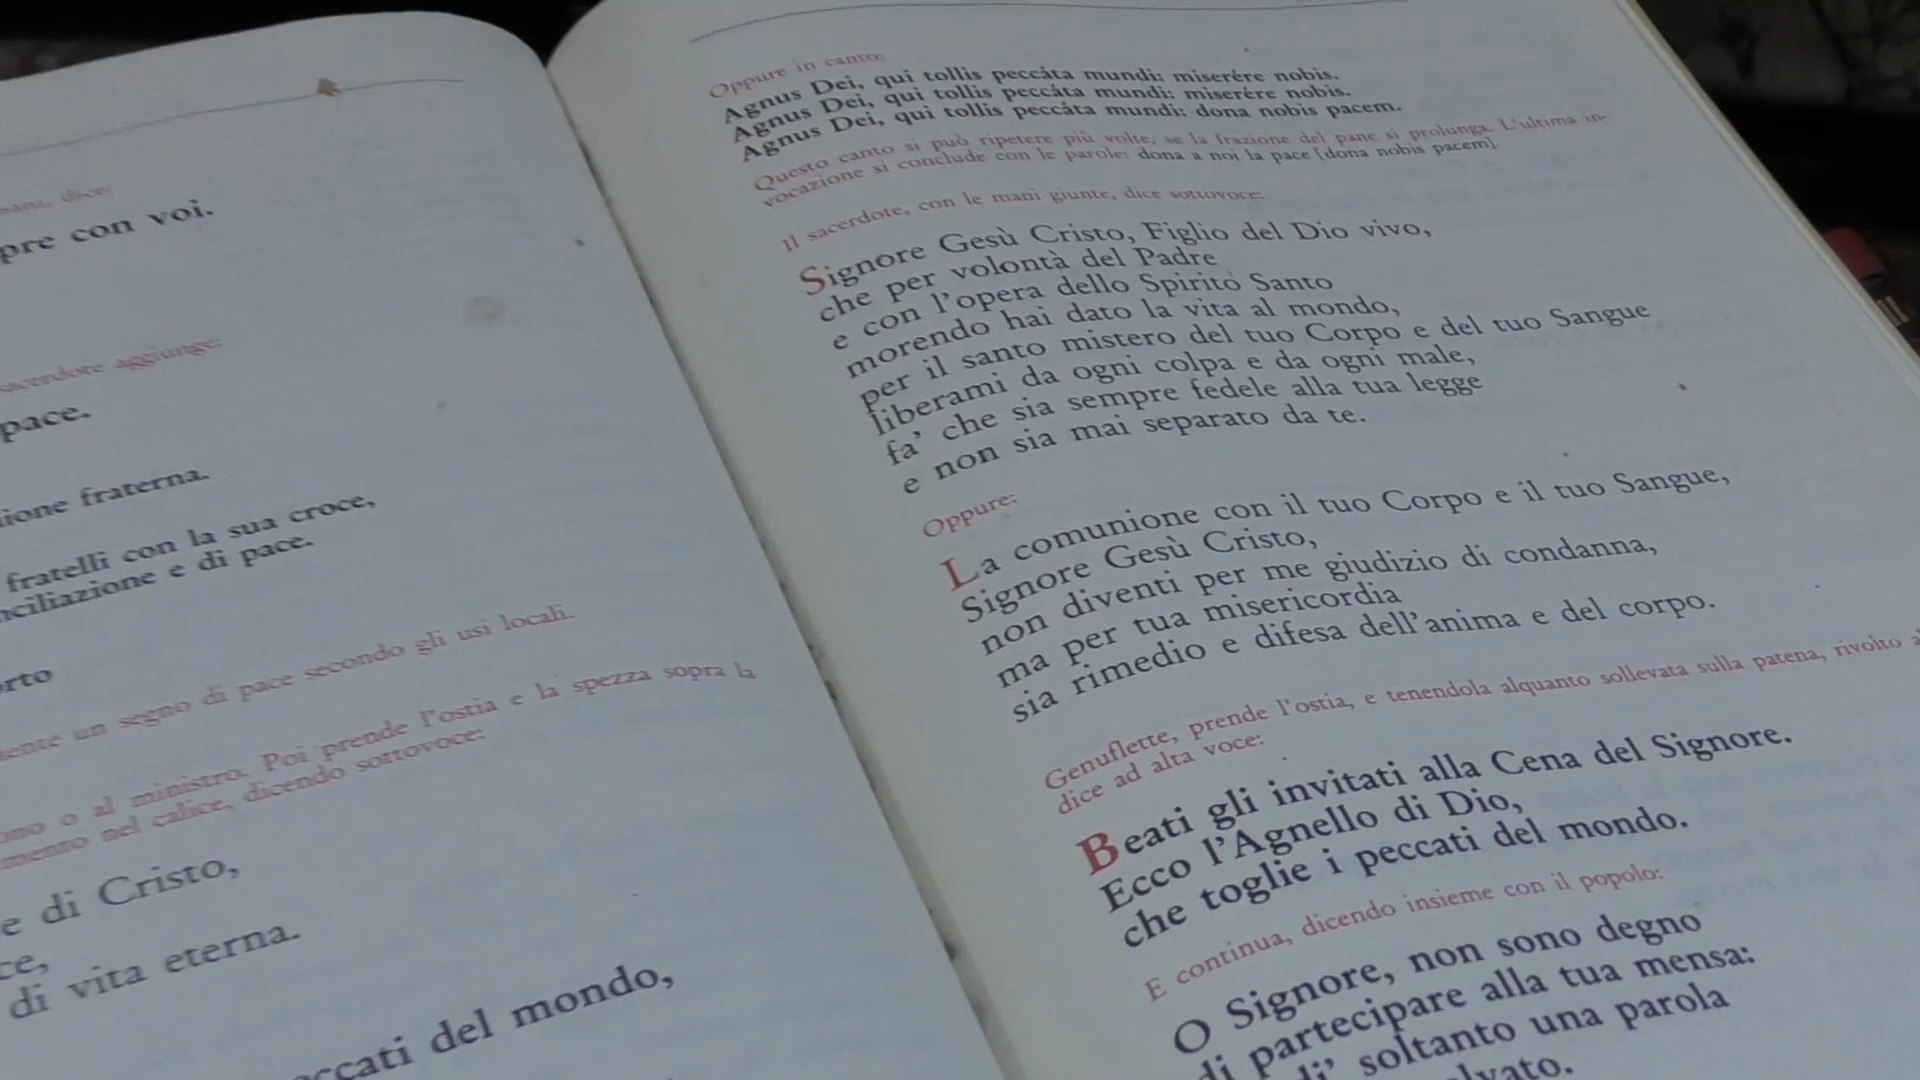 pre con voi.
sacerdote aggiunge:
pace.
ione fraterna.
fratelli con la sua croce,
nciliazione e di pace.
un segno di pace secondo gli usi locali.
o al ministro. Poi prende l'ostia e la spezza sopra la
nel calice, dicendo sottovoce:
e di Cristo,
di vita eterna.
del mondo,
Oppure in canto:
Agnus Dei, qui tollis peccáta mundi: miserére nobis.
Agnus Dei, qui tollis peccáta mundi: miserére nobis.
Agnus Dei, qui tollis peccáta mundi: dona nobis pacem.
Questo canto si può ripetere più volte, se la frazione del pane si prolunga. L'ultima in-
vocazione si conclude con le parole: dona a noi la pace (dona nobis pacem).
Il sacerdote, con le mani giunte, dice sottovoce:
Signore Gesù Cristo, Figlio del Dio vivo,
che per volontà del Padre
e con l'opera dello Spirito Santo
morendo hai dato la vita al mondo,
per il santo mistero del tuo Corpo e del tuo Sangue
liberami da ogni colpa e da ogni male,
fa' che sia sempre fedele alla tua legge
e non sia mai separato da te.
Oppure:
La comunione con il tuo Corpo e il tuo Sangue,
Signore Gesù Cristo,
non diventi per me giudizio di condanna,
ma per tua misericordia
sia rimedio e difesa dell'anima e del corpo.
Genuflette, prende l'ostia, e tenendola alquanto sollevata sulla patena, rivolto
dice ad alta voce:
Beati gli invitati alla Cena del Signore.
Ecco l'Agnello di Dio,
che toglie i peccati del mondo.
E continua, dicendo insieme con il popolo:
O Signore, non sono degno
di partecipare alla tua mensa:
soltanto una parola